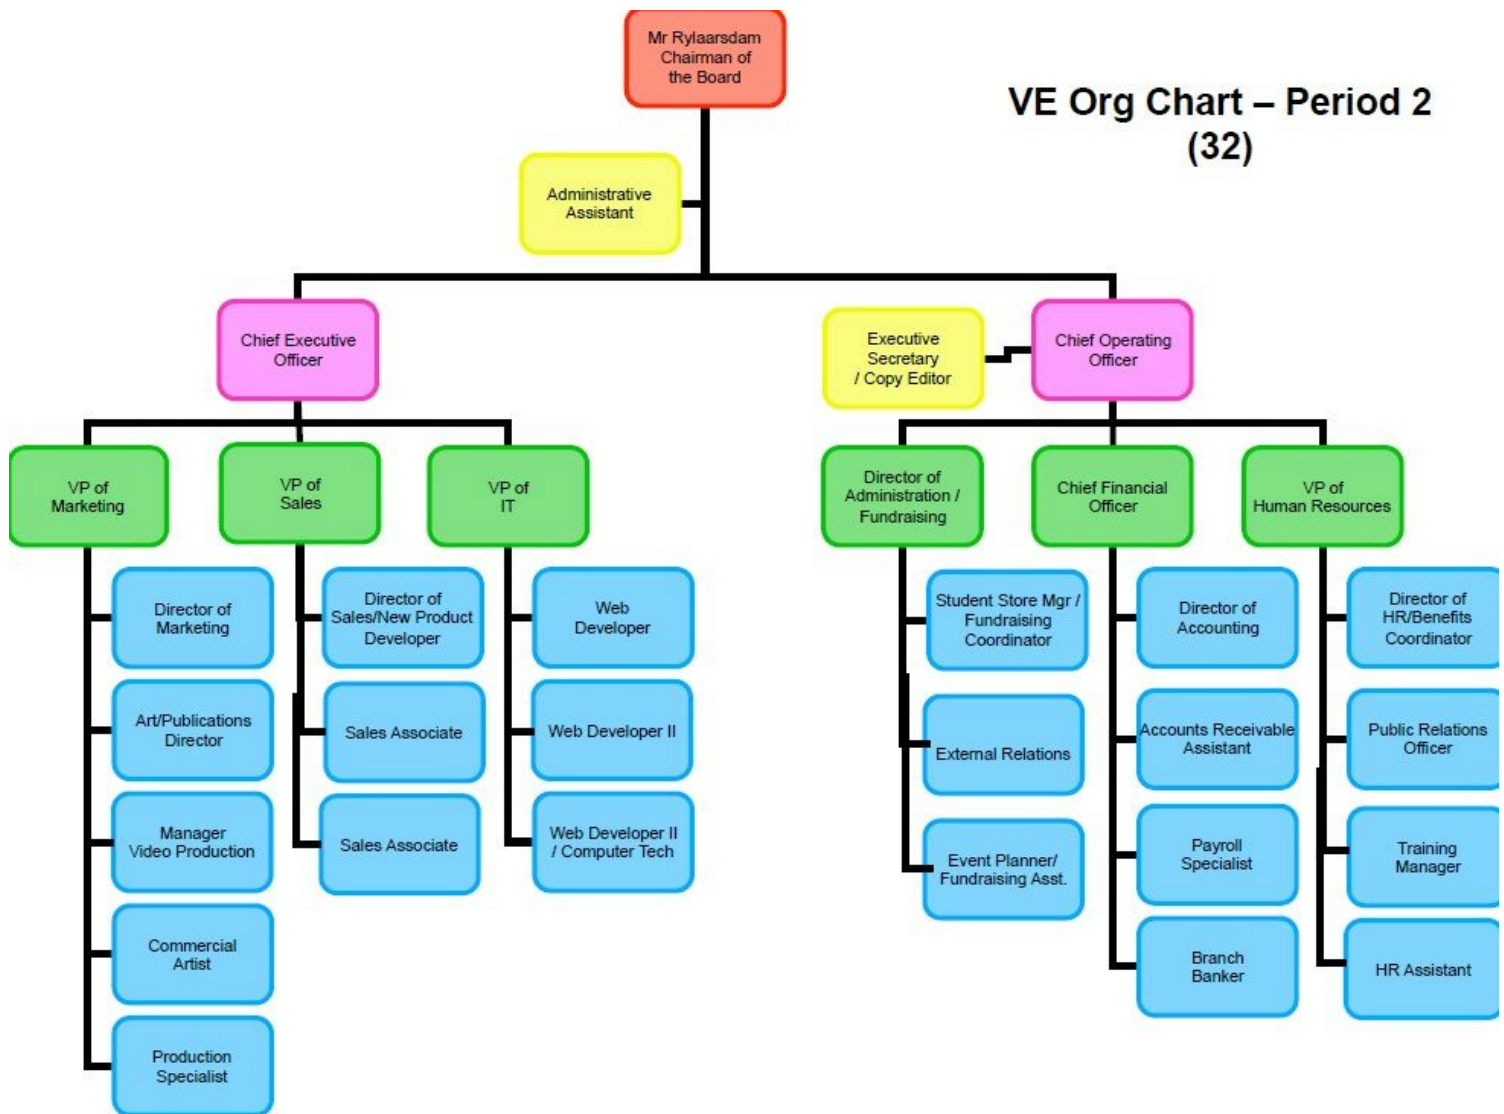 Mr Rylaarsdam
Chairman of
the Board
VE Org Chart – Period 2
(32)
Administrative
Assistant
Chief Executive
Officer
Executive
Secretary
/ Copy Editor
Chief Operating
Officer
VP of
Marketing
VP of
Sales
VP of
IT
Director of
Administration /
Fundraising
Chief Financial
Officer
VP of
Human Resources
Director of
Marketing
Art/Publications
Director
Manager
Video Production
Commercial
Artist
Production
Specialist
Director of
Sales/New Product
Developer
Sales Associate
Sales Associate
Web
Developer
Web Developer II
Web Developer II
/ Computer Tech
Student Store Mgr /
Fundraising
Coordinator
External Relations
Event Planner/
Fundraising Asst.
Director of
Accounting
Accounts Receivable
Assistant
Payroll
Specialist
Branch
Banker
Director of
HR/Benefits
Coordinator
Public Relations
Officer
Training
Manager
HR Assistant